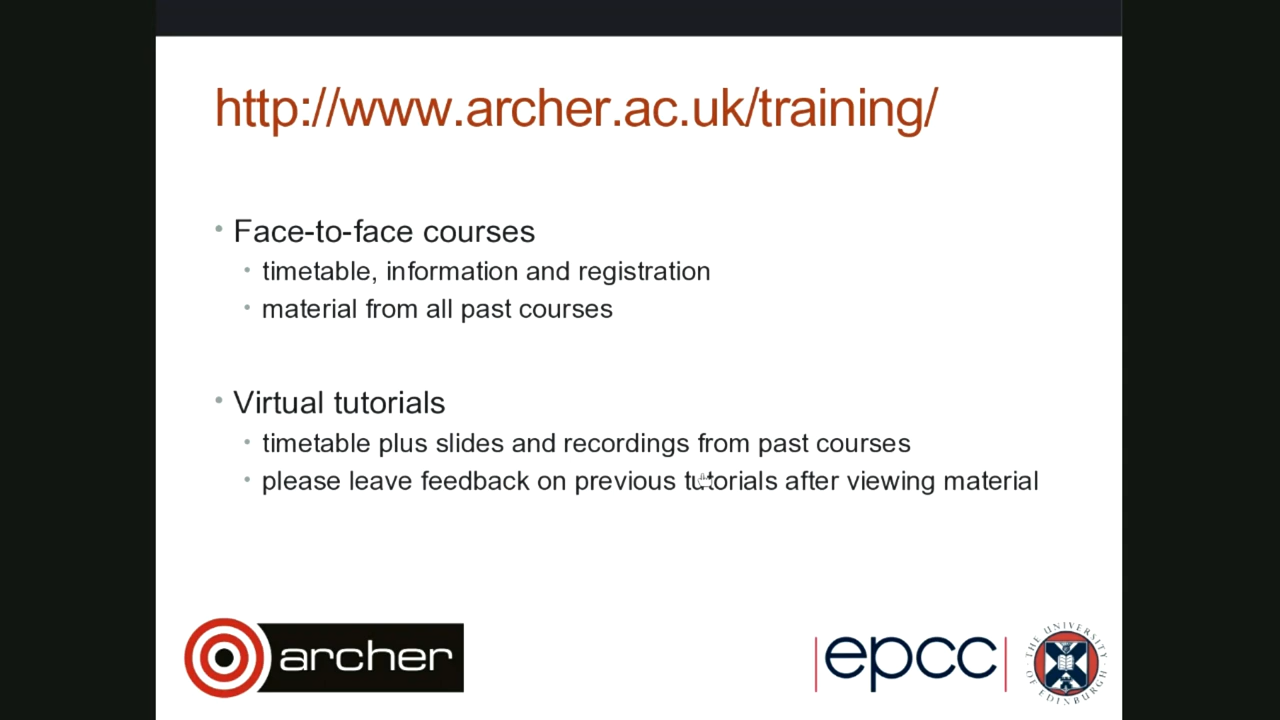 http://www.archer.ac.uk/training/
• Face-to-face courses
• timetable, information and registration
• material from all past courses
• Virtual tutorials
• timetable plus slides and recordings from past courses
• please leave feedback on previous tutorials after viewing material
archer
|epcc|
THE UNIVERSITY OF EDINBURGH